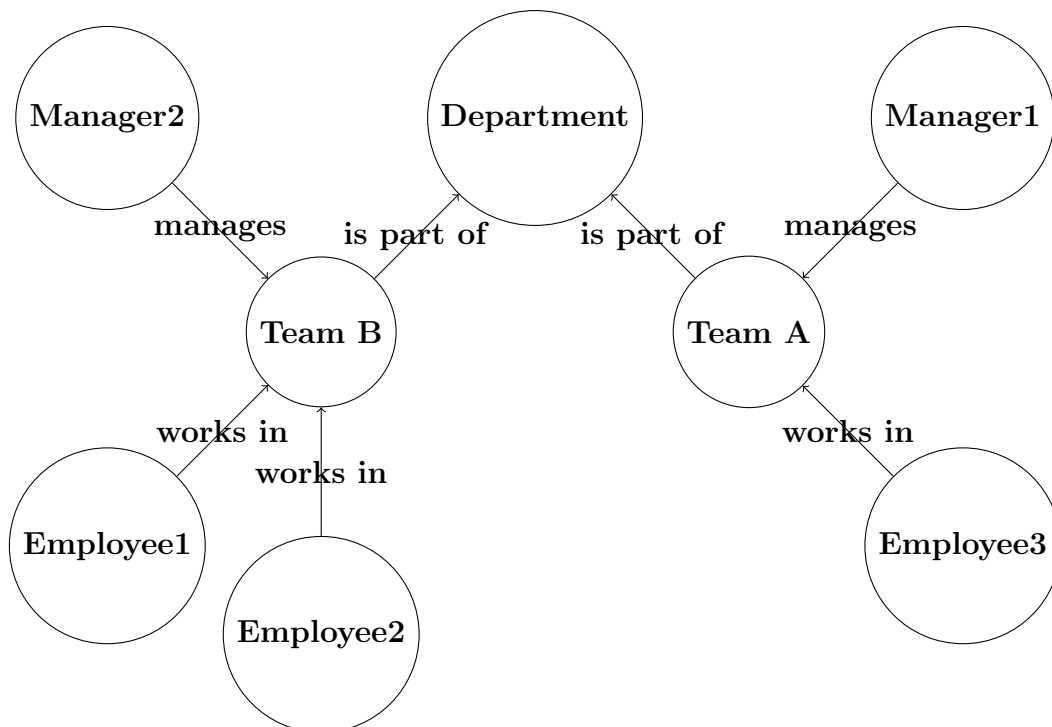 Manager2
Department
Manager1
manages
is part of
is part of
manages
Team B
Team A
works in
works in
works in
Employee1
Employee3
Employee2